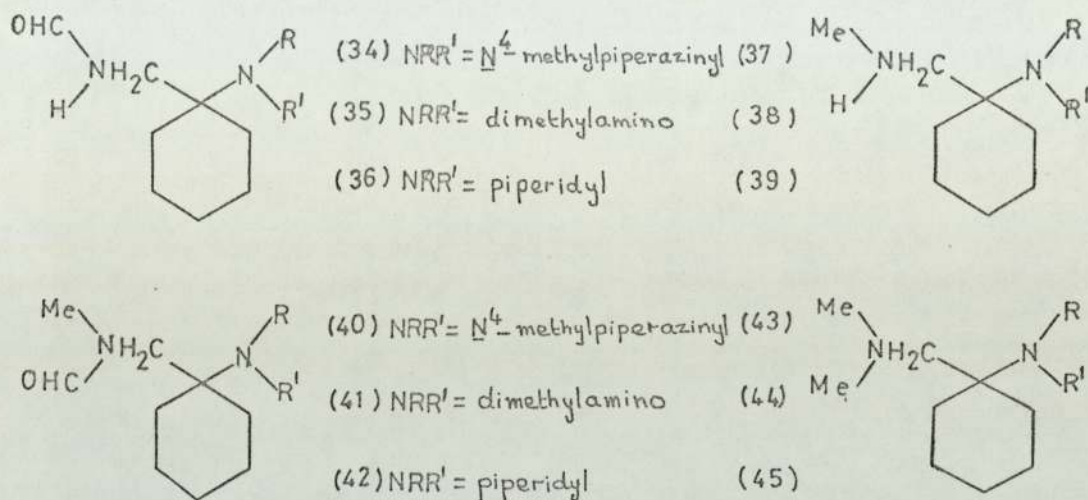 OHC
NH₂C
H
N
R
R'
(34) NRR' = N⁴-methylpiperazinyl (37)
(35) NRR' = dimethylamino (38)
(36) NRR' = piperidyl (39)
Me
NH₂C
H
N
R
R'
Me
NH₂C
OHC
N
R
R'
(40) NRR' = N⁴-methylpiperazinyl (43)
(41) NRR' = dimethylamino (44)
(42) NRR' = piperidyl (45)
Me
NH₂C
Me
N
R
R'